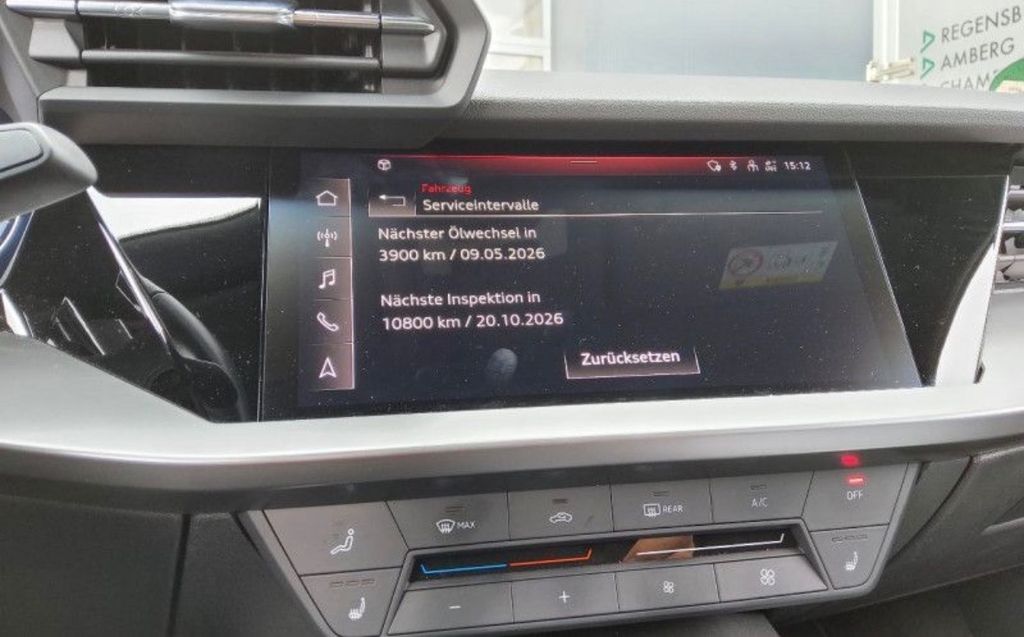 REGENSB
AMBERG
CHAM
15:12
Fahrzeug
Serviceintervalle
Nächster Ölwechsel in
3900 km / 09.05.2026
Nächste Inspektion in
10800 km / 20.10.2026
Zurücksetzen
MAX
REAR
A/C
OFF